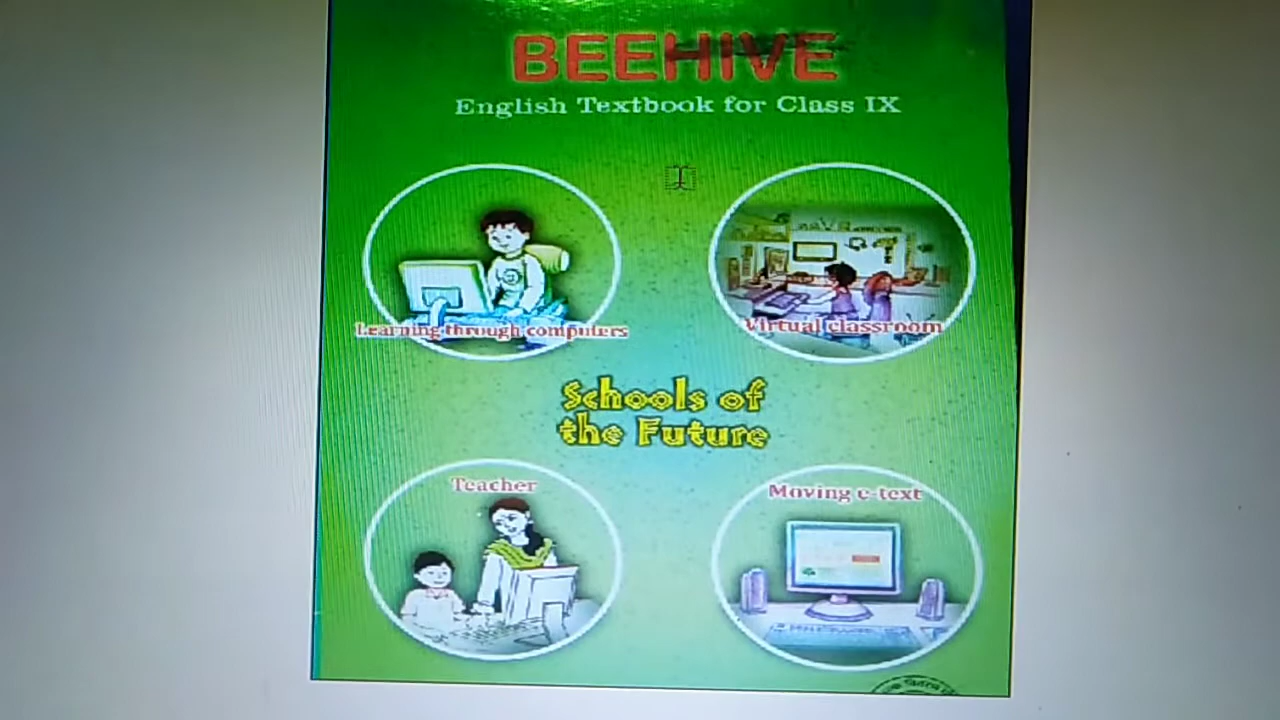 BEEHIVE
English Textbook for Class IX
Learning through computers
Virtual classroom
Schools of
the Future
Teacher
Moving e-text